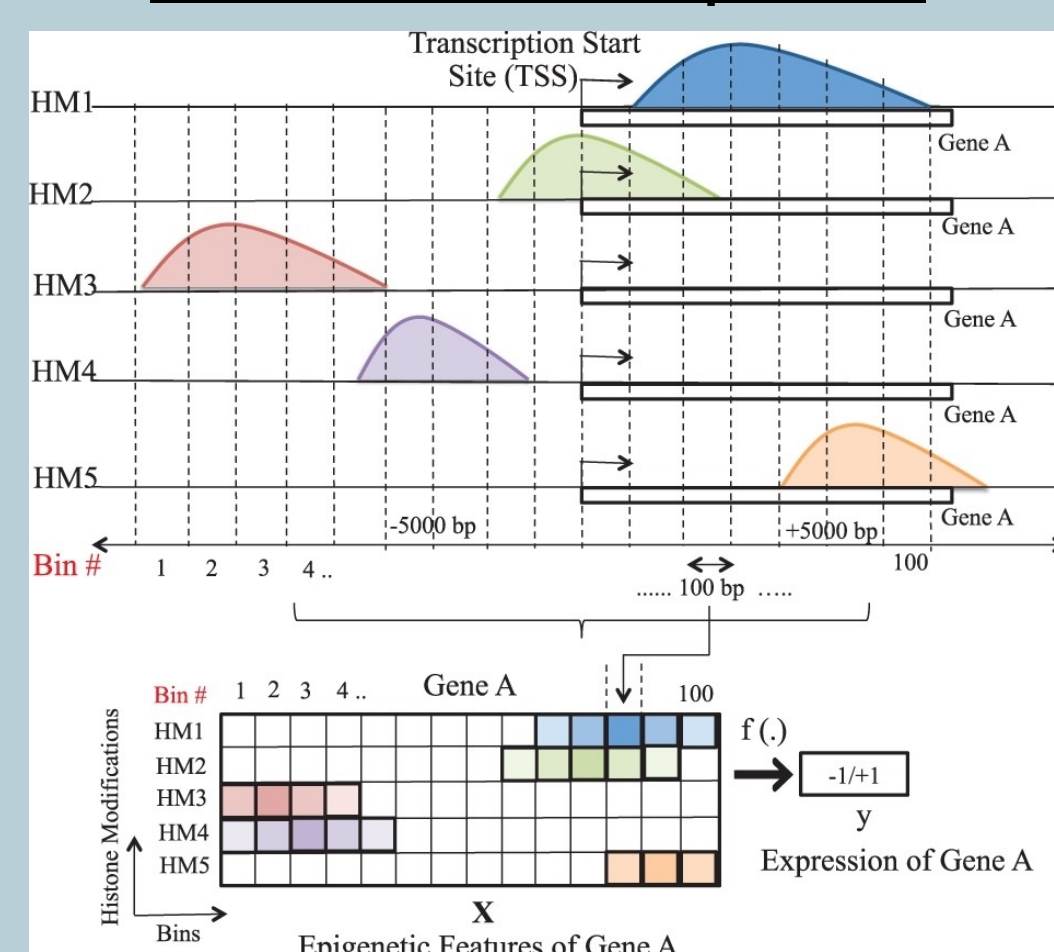 Transcription Start
Site (TSS)
HM1
Gene A
HM2
Gene A
HM3
Gene A
HM4
Gene A
HM5
Gene A
-5000 bp
+5000 bp
Bin #
1 2 3 4 ..
100
...... 100 bp .....
Bin # 1 2 3 4 .. Gene A 100
Histone Modifications
HM1
HM2
HM3
HM4
HM5
f (.)
-1/+1
y
Expression of Gene A
Bins
X
Epigenetic Features of Gene A